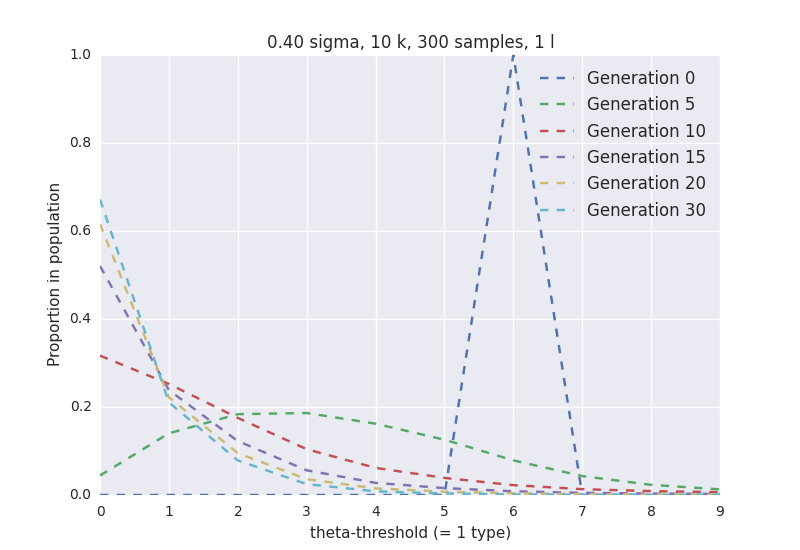 0.40 sigma, 10 k, 300 samples, 1 l
1.0
0.8
0.6
0.4
0.2
0.0
Proportion in population
Generation 0
Generation 5
Generation 10
Generation 15
Generation 20
Generation 30
0 1 2 3 4 5 6 7 8 9
theta-threshold (= 1 type)